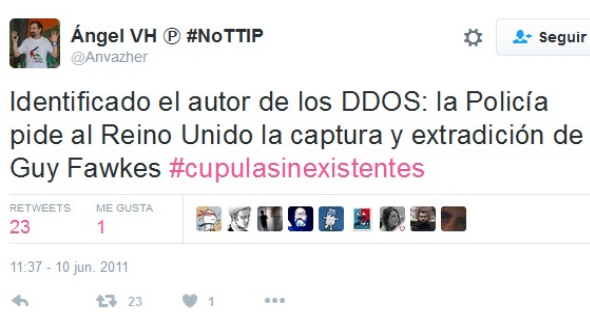 Ángel VH Ⓟ #NoTTIP
Seguir
@Anvazher
Identificado el autor de los DDOS: la Policía
pide al Reino Unido la captura y extradición de
Guy Fawkes #cupulasinexistentes
RETWEETS ME GUSTA
23 1
11:37 - 10 jun. 2011
23 1